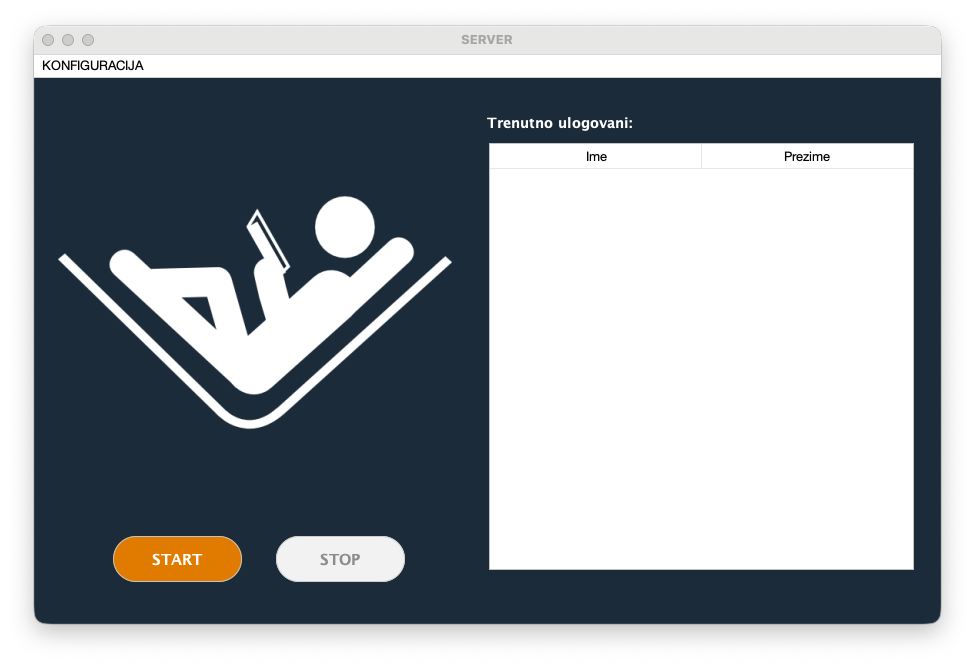 SERVER
KONFIGURACIJA
Trenutno ulogovani:
Ime Prezime
START STOP